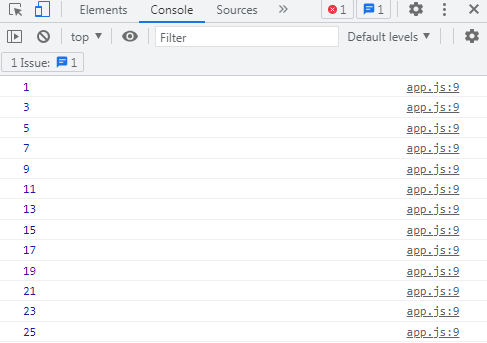 Elements Console Sources » 1 1
top ▼ Filter Default levels ▼
1 Issue: 1
1 app.js:9
3 app.js:9
5 app.js:9
7 app.js:9
9 app.js:9
11 app.js:9
13 app.js:9
15 app.js:9
17 app.js:9
19 app.js:9
21 app.js:9
23 app.js:9
25 app.js:9